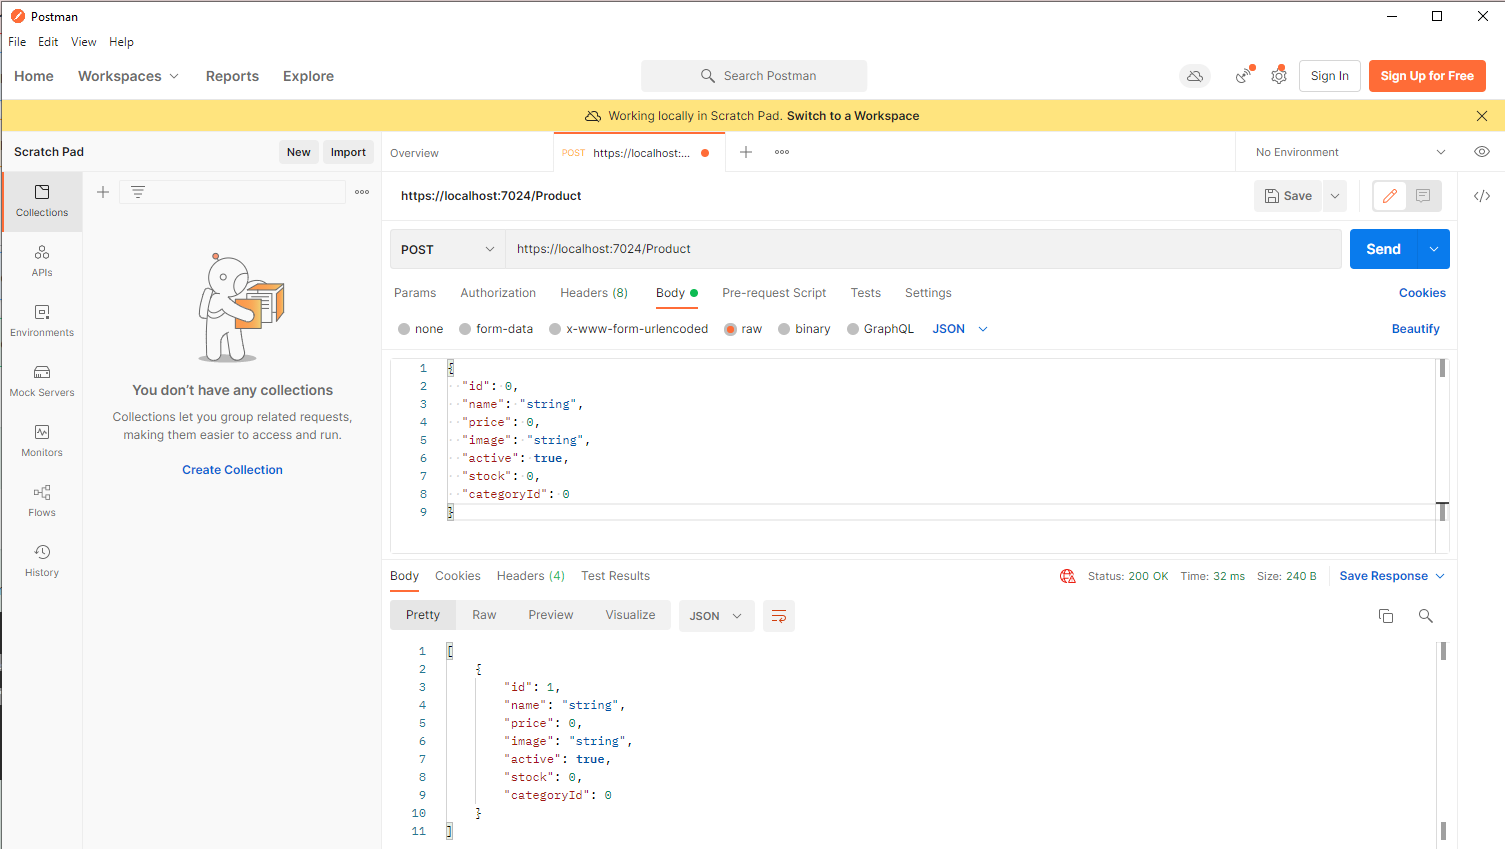 Postman
File Edit View Help
Home Workspaces Reports Explore Search Postman Sign In Sign Up for Free
Working locally in Scratch Pad. Switch to a Workspace
Scratch Pad New Import Overview POST https://localhost:... No Environment
Collections
APIs
Environments
Mock Servers
Monitors
Flows
History
You don't have any collections
Collections let you group related requests,
making them easier to access and run.
Create Collection
https://localhost:7024/Product Save
POST https://localhost:7024/Product Send
Params Authorization Headers (8) Body Pre-request Script Tests Settings Cookies
none form-data x-www-form-urlencoded raw binary GraphQL JSON Beautify
1 {
2 "id": 0,
3 "name": "string",
4 "price": 0,
5 "image": "string",
6 "active": true,
7 "stock": 0,
8 "categoryId": 0
9 }
Body Cookies Headers (4) Test Results Status: 200 OK Time: 32 ms Size: 240 B Save Response
Pretty Raw Preview Visualize JSON
1 [
2 {
3 "id": 1,
4 "name": "string",
5 "price": 0,
6 "image": "string",
7 "active": true,
8 "stock": 0,
9 "categoryId": 0
10 }
11 ]